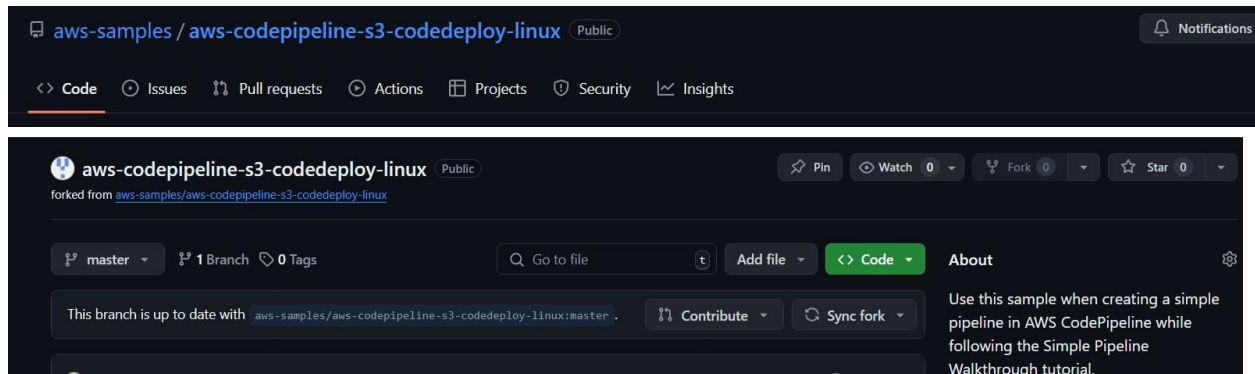 aws-samples / aws-codepipeline-s3-codedeploy-linux Public Notifications
<> Code Issues Pull requests Actions Projects Security Insights
aws-codepipeline-s3-codedeploy-linux Public Pin Watch 0 Fork 0 Star 0
forked from aws-samples/aws-codepipeline-s3-codedeploy-linux
master 1 Branch 0 Tags Go to file t Add file <> Code About
This branch is up to date with aws-samples/aws-codepipeline-s3-codedeploy-linux:master . Contribute Sync fork
Use this sample when creating a simple
pipeline in AWS CodePipeline while
following the Simple Pipeline
Walkthrough tutorial.